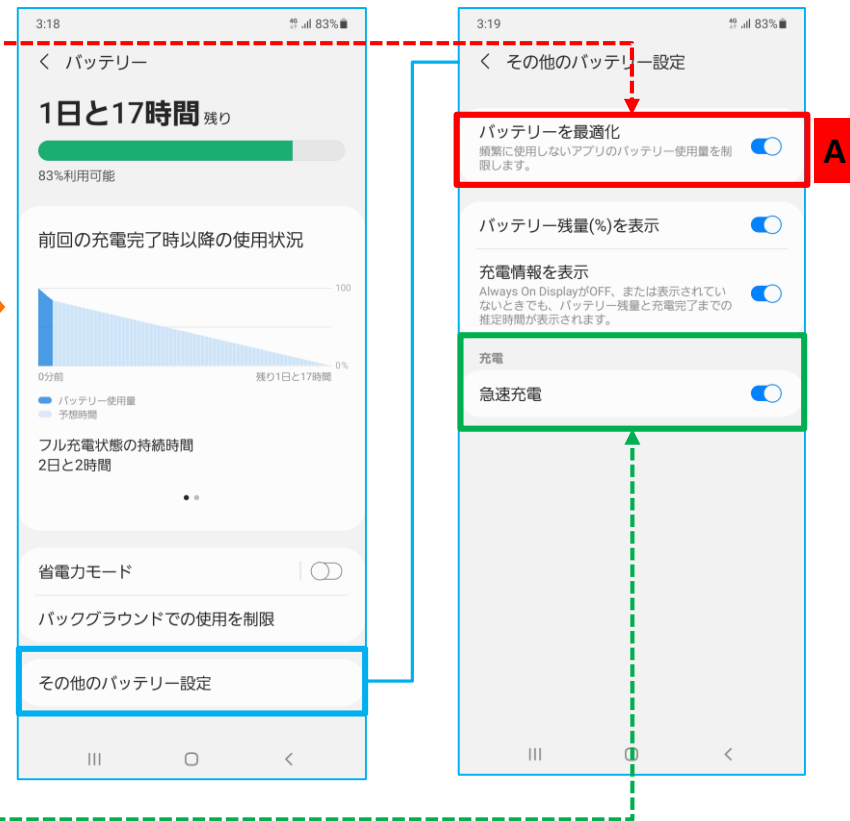 3:18
4G 83%
バッテリー
1日と17時間 残り
83%利用可能
前回の充電完了時以降の使用状況
100
0%
0分前
残り1日と17時間
バッテリー使用量
予想時間
フル充電状態の持続時間
2日と2時間
省電力モード
バックグラウンドでの使用を制限
その他のバッテリー設定
3:19
4G 83%
その他のバッテリー設定
バッテリーを最適化
頻繁に使用しないアプリのバッテリー使用量を制
限します。
A
バッテリー残量(%)を表示
充電情報を表示
Always On DisplayがOFF、または表示されてい
ないときでも、バッテリー残量と充電完了までの
推定時間が表示されます。
充電
急速充電